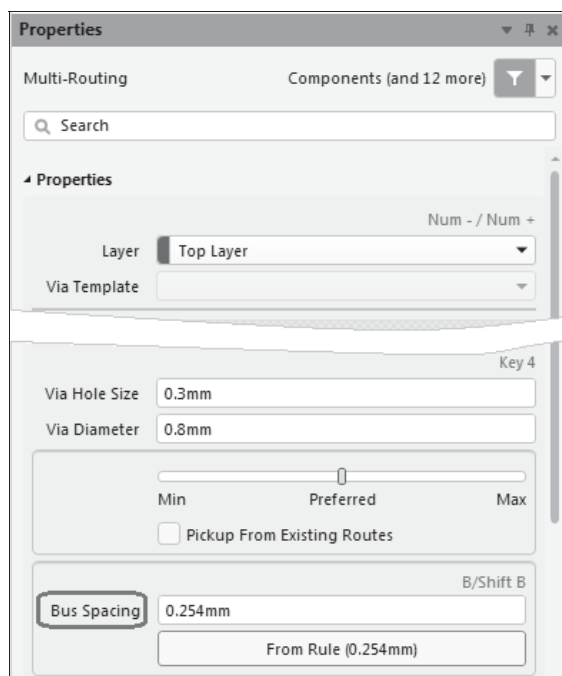 Properties
Multi-Routing Components (and 12 more)
Search
Properties
Num - / Num +
Layer Top Layer
Via Template
Key 4
Via Hole Size 0.3mm
Via Diameter 0.8mm
Min Preferred Max
Pickup From Existing Routes
B/Shift B
Bus Spacing 0.254mm
From Rule (0.254mm)